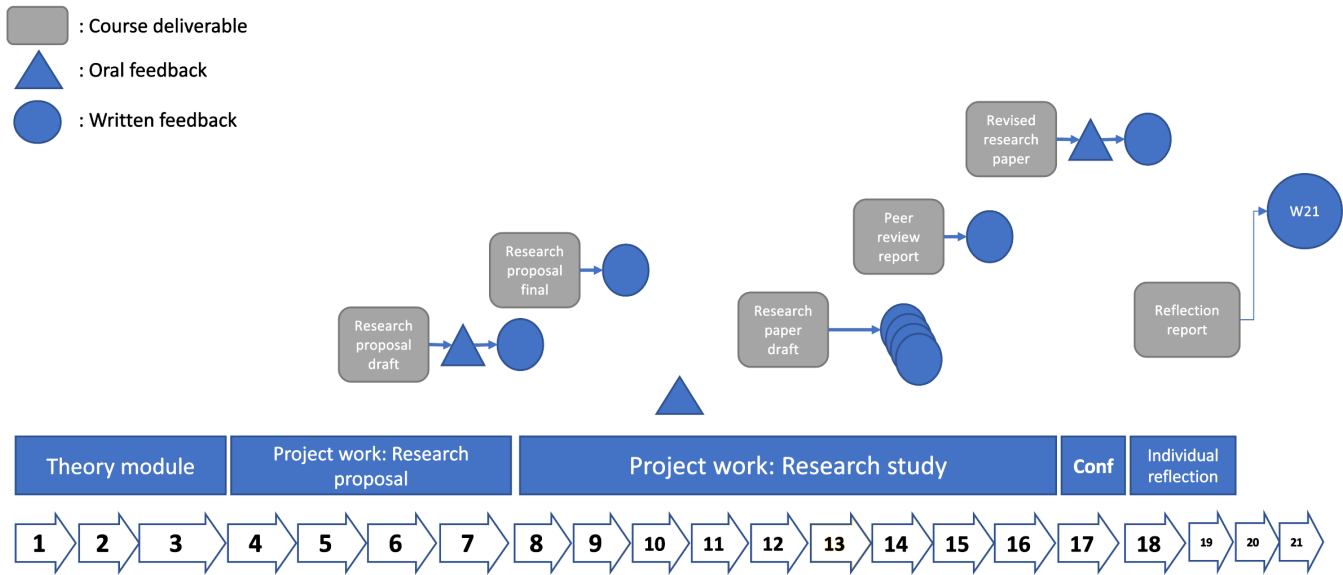 : Course deliverable
: Oral feedback
: Written feedback
Revised
research
paper
W21
Peer
review
report
Research
proposal
final
Reflection
report
Research
paper
draft
Research
proposal
draft
Theory module
Project work: Research
proposal
Project work: Research study
Conf
Individual
reflection
1 2 3 4 5 6 7 8 9 10 11 12 13 14 15 16 17 18 19 20 21